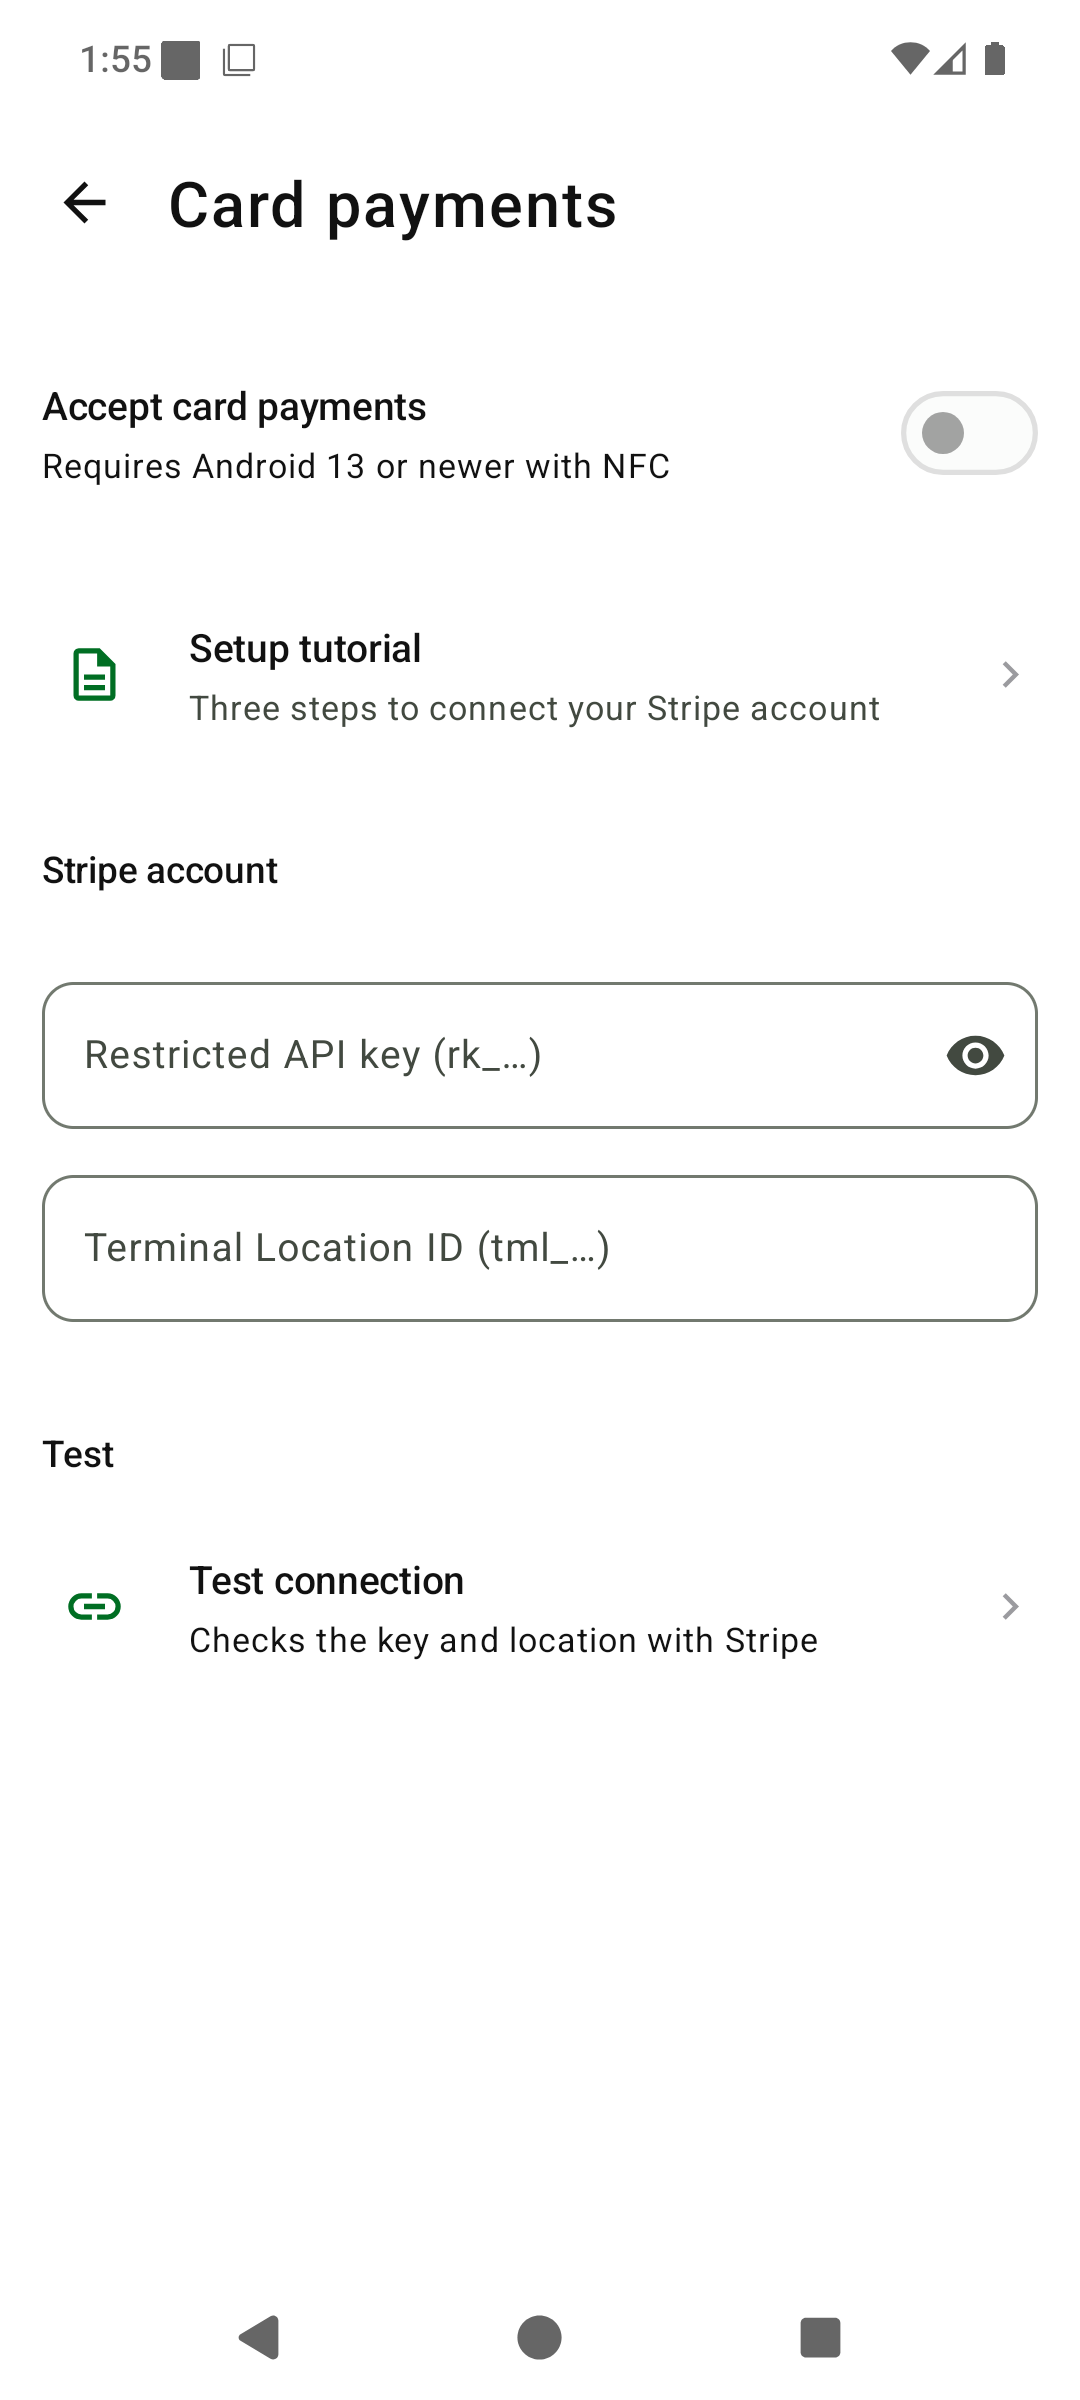 1:55
Card payments
Accept card payments
Requires Android 13 or newer with NFC
Setup tutorial
Three steps to connect your Stripe account
Stripe account
Restricted API key (rk_…)
Terminal Location ID (tml_…)
Test
Test connection
Checks the key and location with Stripe